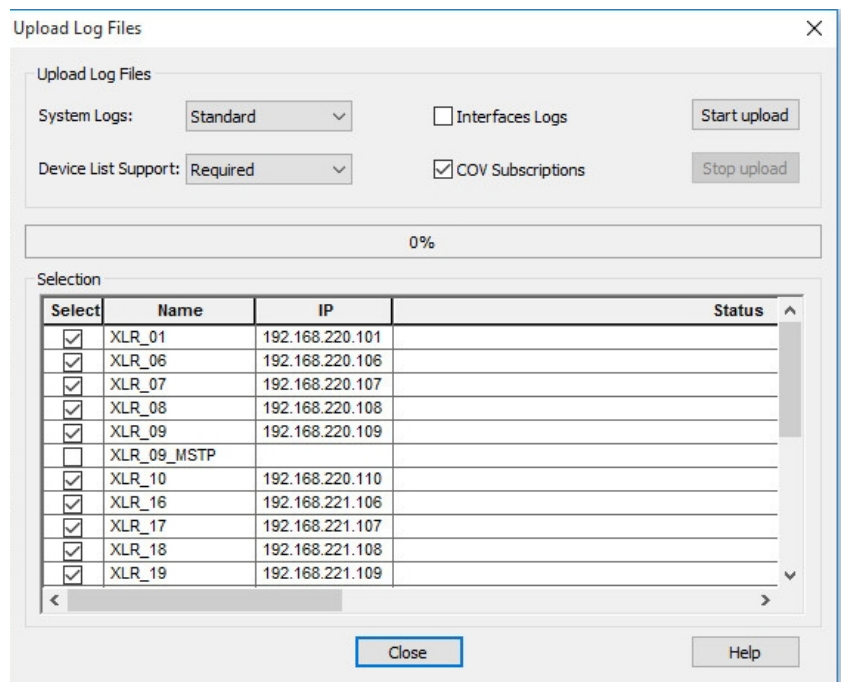 Upload Log Files
Upload Log Files
System Logs: Standard Interfaces Logs Start upload
Device List Support: Required COV Subscriptions Stop upload
0%
Selection
Select Name IP Status
XLR_01 192.168.220.101
XLR_06 192.168.220.106
XLR_07 192.168.220.107
XLR_08 192.168.220.108
XLR_09 192.168.220.109
XLR_09_MSTP
XLR_10 192.168.220.110
XLR_16 192.168.221.106
XLR_17 192.168.221.107
XLR_18 192.168.221.108
XLR_19 192.168.221.109
Close Help